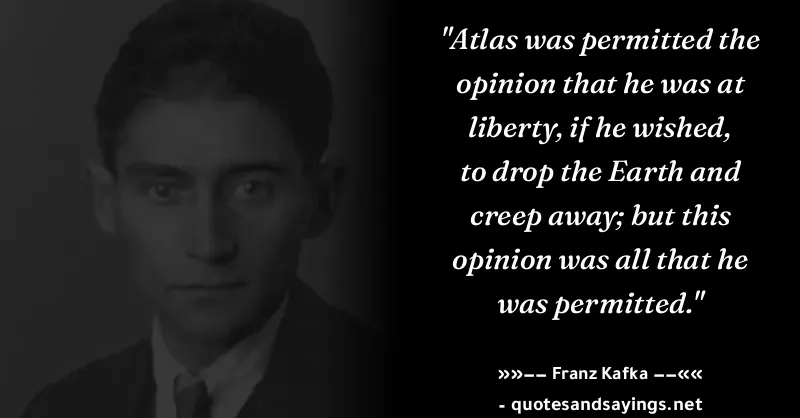 "Atlas was permitted the
opinion that he was at
liberty, if he wished,
to drop the Earth and
creep away; but this
opinion was all that he
was permitted."
»»—— Franz Kafka ——««
- quotesandsayings.net